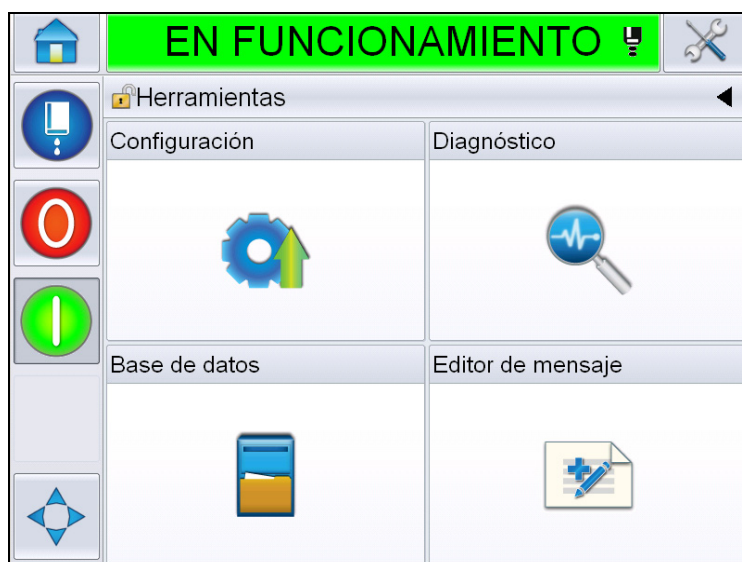 EN FUNCIONAMIENTO
Herramientas
Configuración
Diagnóstico
Base de datos
Editor de mensaje